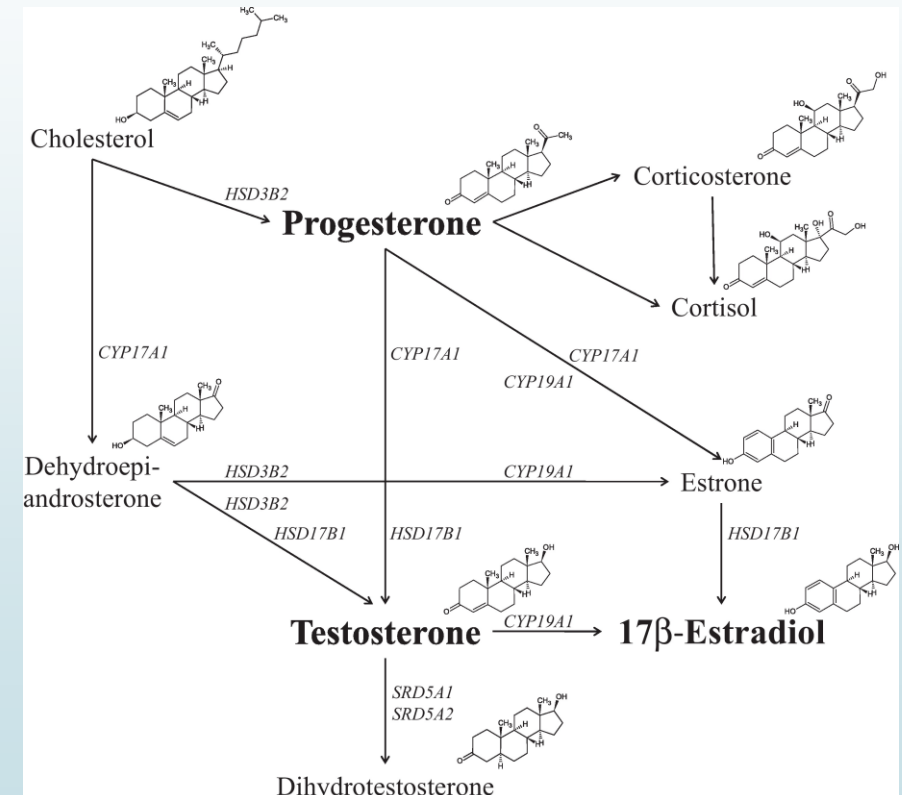 Cholesterol
HSD3B2
Progesterone
Corticosterone
Cortisol
CYP17A1
CYP17A1
CYP17A1
CYP19A1
Dehydroepi-
androsterone
HSD3B2
CYP19A1
Estrone
HSD3B2
HSD17B1
HSD17B1
HSD17B1
Testosterone
CYP19A1
17β-Estradiol
SRD5A1
SRD5A2
Dihydrotestosterone